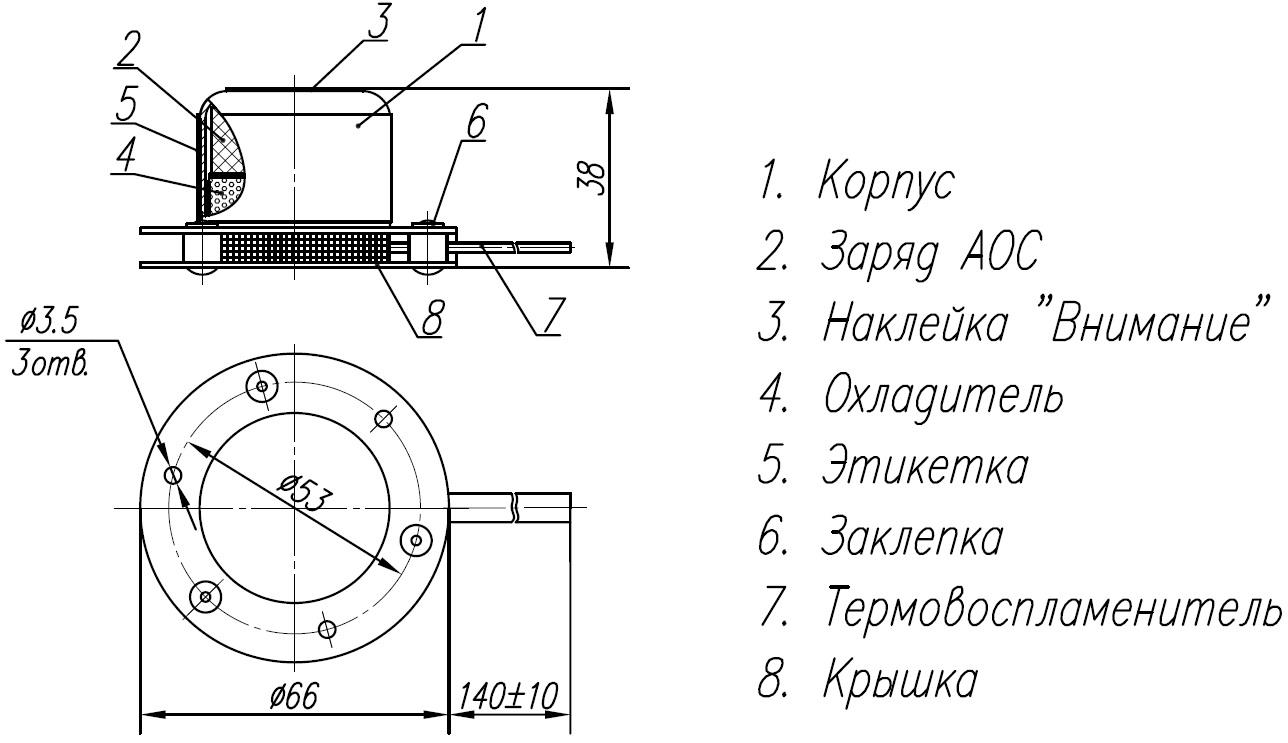 3
1
2
5
4
6
38
8
7
1. Корпус
2. Заряд АОС
3. Наклейка "Внимание"
4. Охладитель
5. Этикетка
6. Заклепка
7. Термовоспламенитель
8. Крышка
ø3.5
3отв.
ø53
ø66
140±10